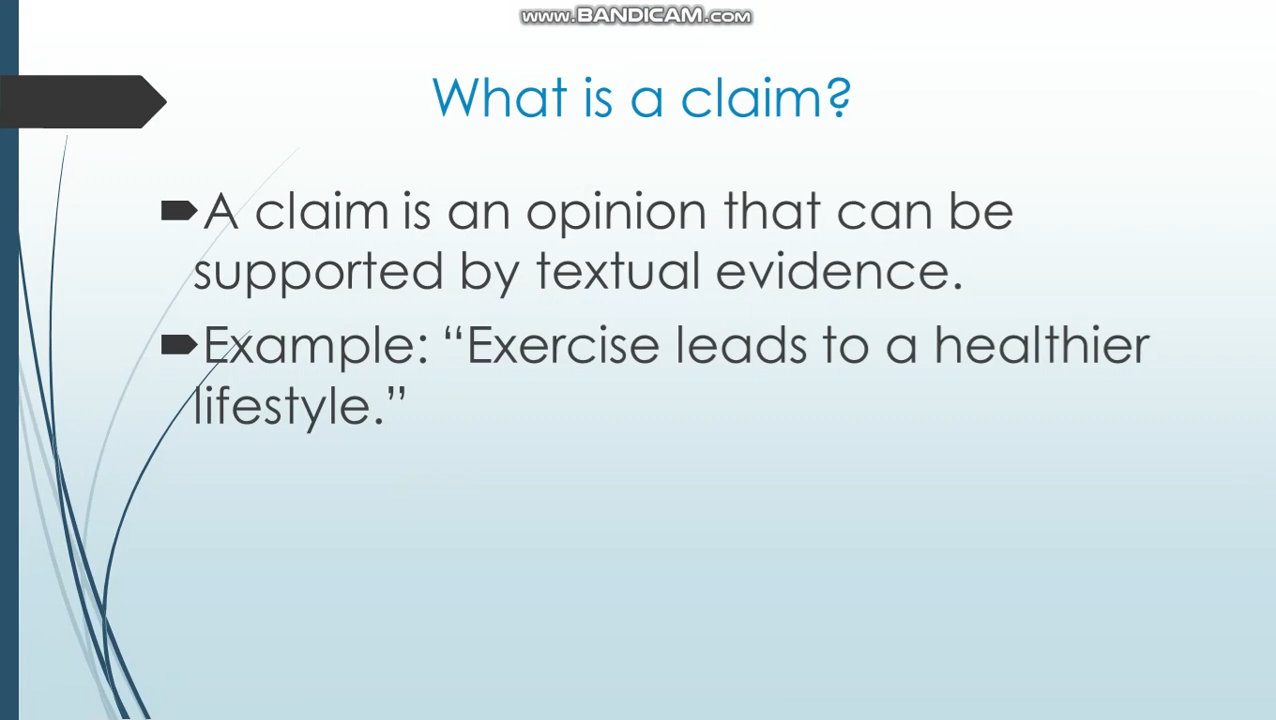 www.BANDICAM.com
What is a claim?
A claim is an opinion that can be
supported by textual evidence.
Example: “Exercise leads to a healthier
lifestyle.”